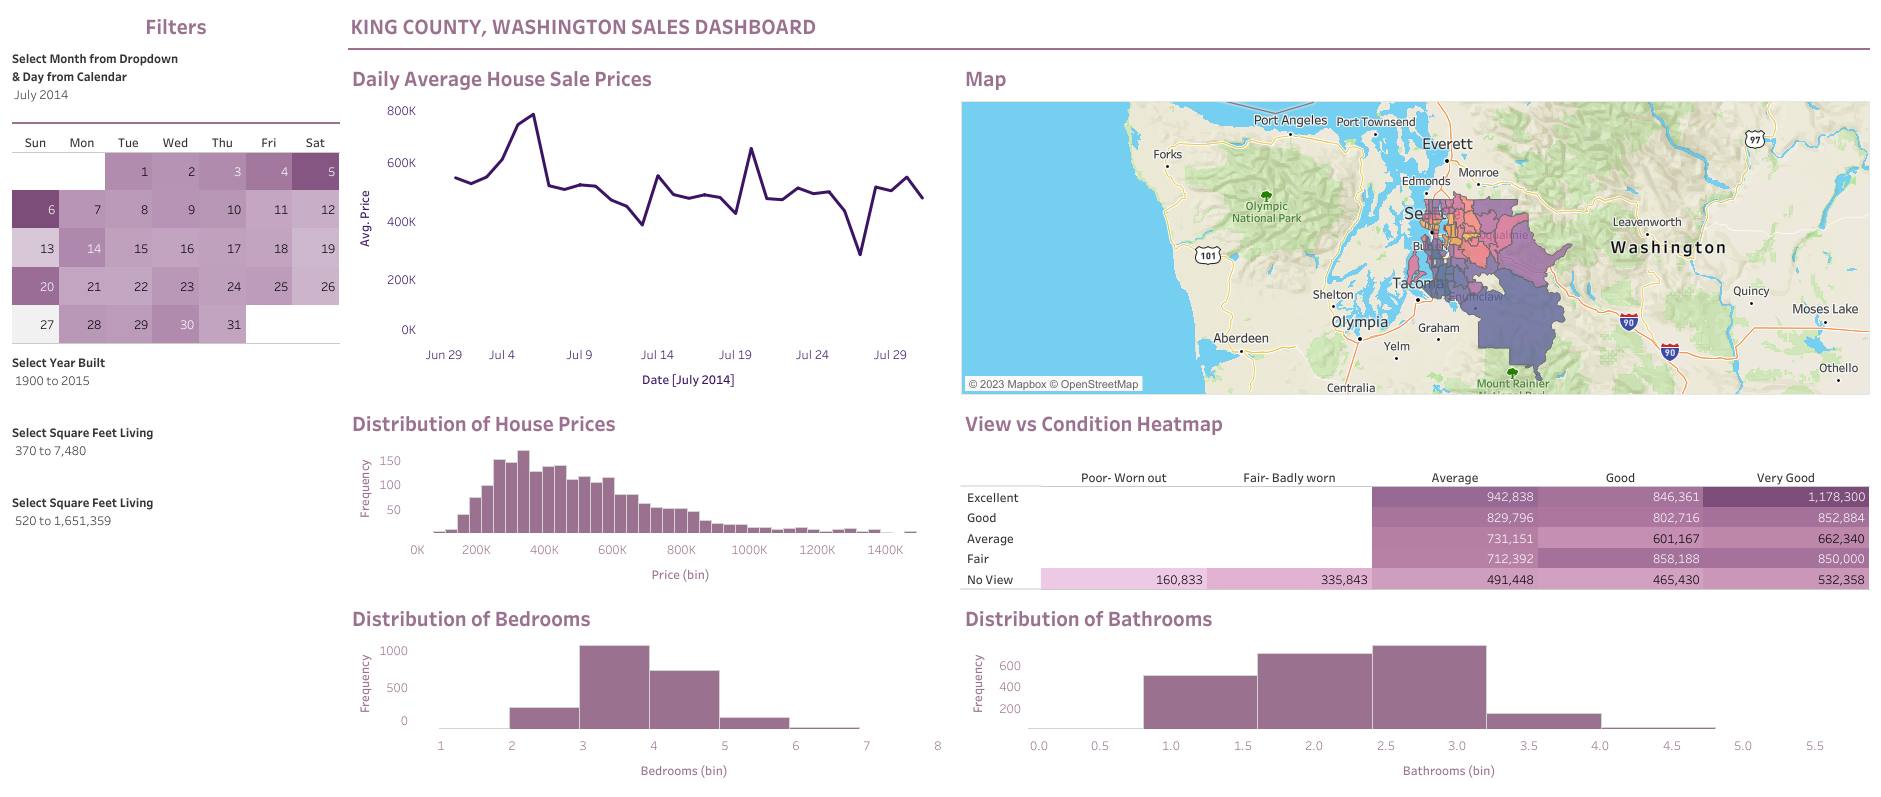 Filters
Select Month from Dropdown
& Day from Calendar
July 2014
Sun Mon Tue Wed Thu Fri Sat
1 2 3 4 5
6 7 8 9 10 11 12
13 14 15 16 17 18 19
20 21 22 23 24 25 26
27 28 29 30 31
Select Year Built
1900 to 2015
Select Square Feet Living
370 to 7,480
Select Square Feet Living
520 to 1,651,359
KING COUNTY, WASHINGTON SALES DASHBOARD
Daily Average House Sale Prices
Avg. Price
800K
600K
400K
200K
0K
Jun 29 Jul 4 Jul 9 Jul 14 Jul 19 Jul 24 Jul 29
Date [July 2014]
Map
Port Angeles
Port Townsend
Everett
97
Forks
Monroe
Edmonds
Olympic
National Park
Leavenworth
Washington
101
Tacoma
Enumclaw
Shelton
Quincy
Olympia
Graham
90
Moses Lake
Aberdeen
Yelm
90
Othello
Centralia
Mount Rainier
© 2023 Mapbox © OpenStreetMap
Distribution of House Prices
Frequency
150
100
50
0K 200K 400K 600K 800K 1000K 1200K 1400K
Price (bin)
View vs Condition Heatmap
Poor- Worn out Fair- Badly worn Average Good Very Good
Excellent 942,838 846,361 1,178,300
Good 829,796 802,716 852,884
Average 731,151 601,167 662,340
Fair 712,392 858,188 850,000
No View 160,833 335,843 491,448 465,430 532,358
Distribution of Bedrooms
Frequency
1000
500
0
1 2 3 4 5 6 7 8
Bedrooms (bin)
Distribution of Bathrooms
Frequency
600
400
200
0.0 0.5 1.0 1.5 2.0 2.5 3.0 3.5 4.0 4.5 5.0 5.5
Bathrooms (bin)